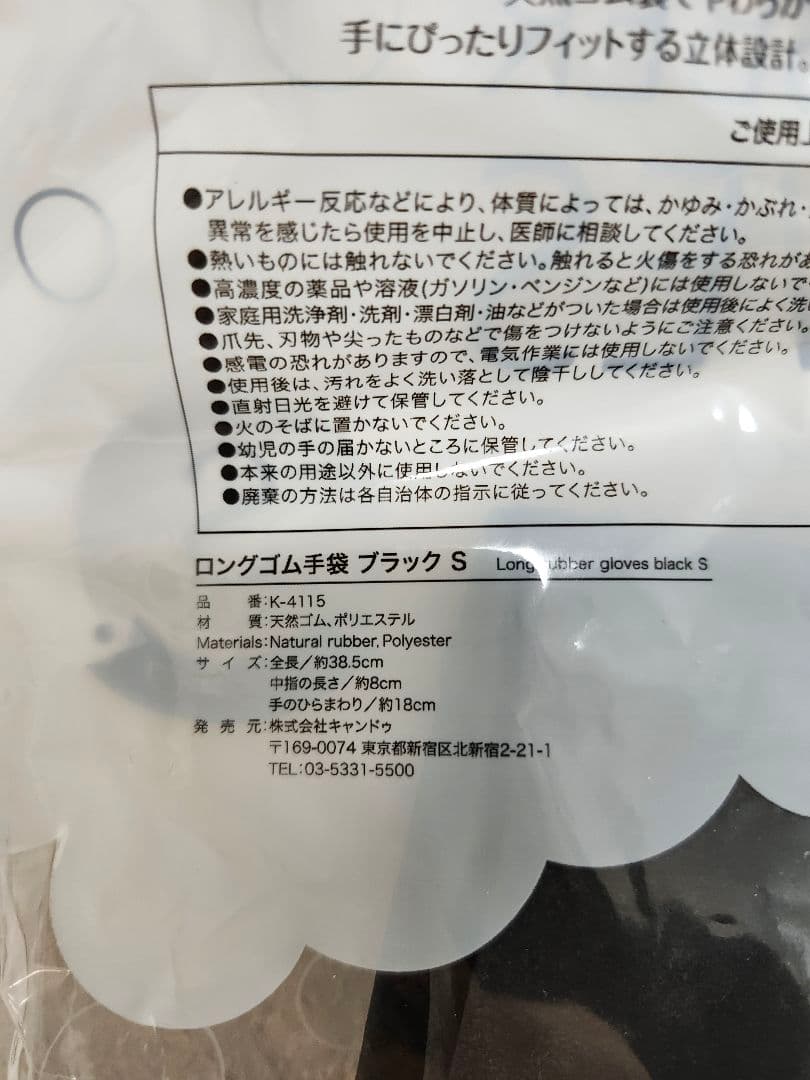 手にぴったりフィットする立体設計。
ご使用上
●アレルギー反応などにより、体質によっては、かゆみ・かぶれ・
異常を感じたら使用を中止し、医師に相談してください。
●熱いものには触れないでください。触れると火傷をする恐れがあ
●高濃度の薬品や溶液(ガソリン・ベンジンなど)には使用しないで
●家庭用洗浄剤・洗剤・漂白剤・油などがついた場合は使用後によく洗い
●爪先、刃物や尖ったものなどで傷をつけないようにご注意ください。
●感電の恐れがありますので、電気作業には使用しないでください。
●使用後は、汚れをよく洗い落として陰干ししてください。
●直射日光を避けて保管してください。
●火のそばに置かないでください。
●幼児の手の届かないところに保管してください。
●本来の用途以外に使用しないでください。
●廃棄の方法は各自治体の指示に従ってください。
ロングゴム手袋 ブラック S Long rubber gloves black S
品番:K-4115
材質:天然ゴム、ポリエステル
Materials:Natural rubber, Polyester
サイズ:全長/約38.5cm
中指の長さ/約8cm
手のひらまわり/約18cm
発売元:株式会社キャンドゥ
〒169-0074 東京都新宿区北新宿2-21-1
TEL:03-5331-5500